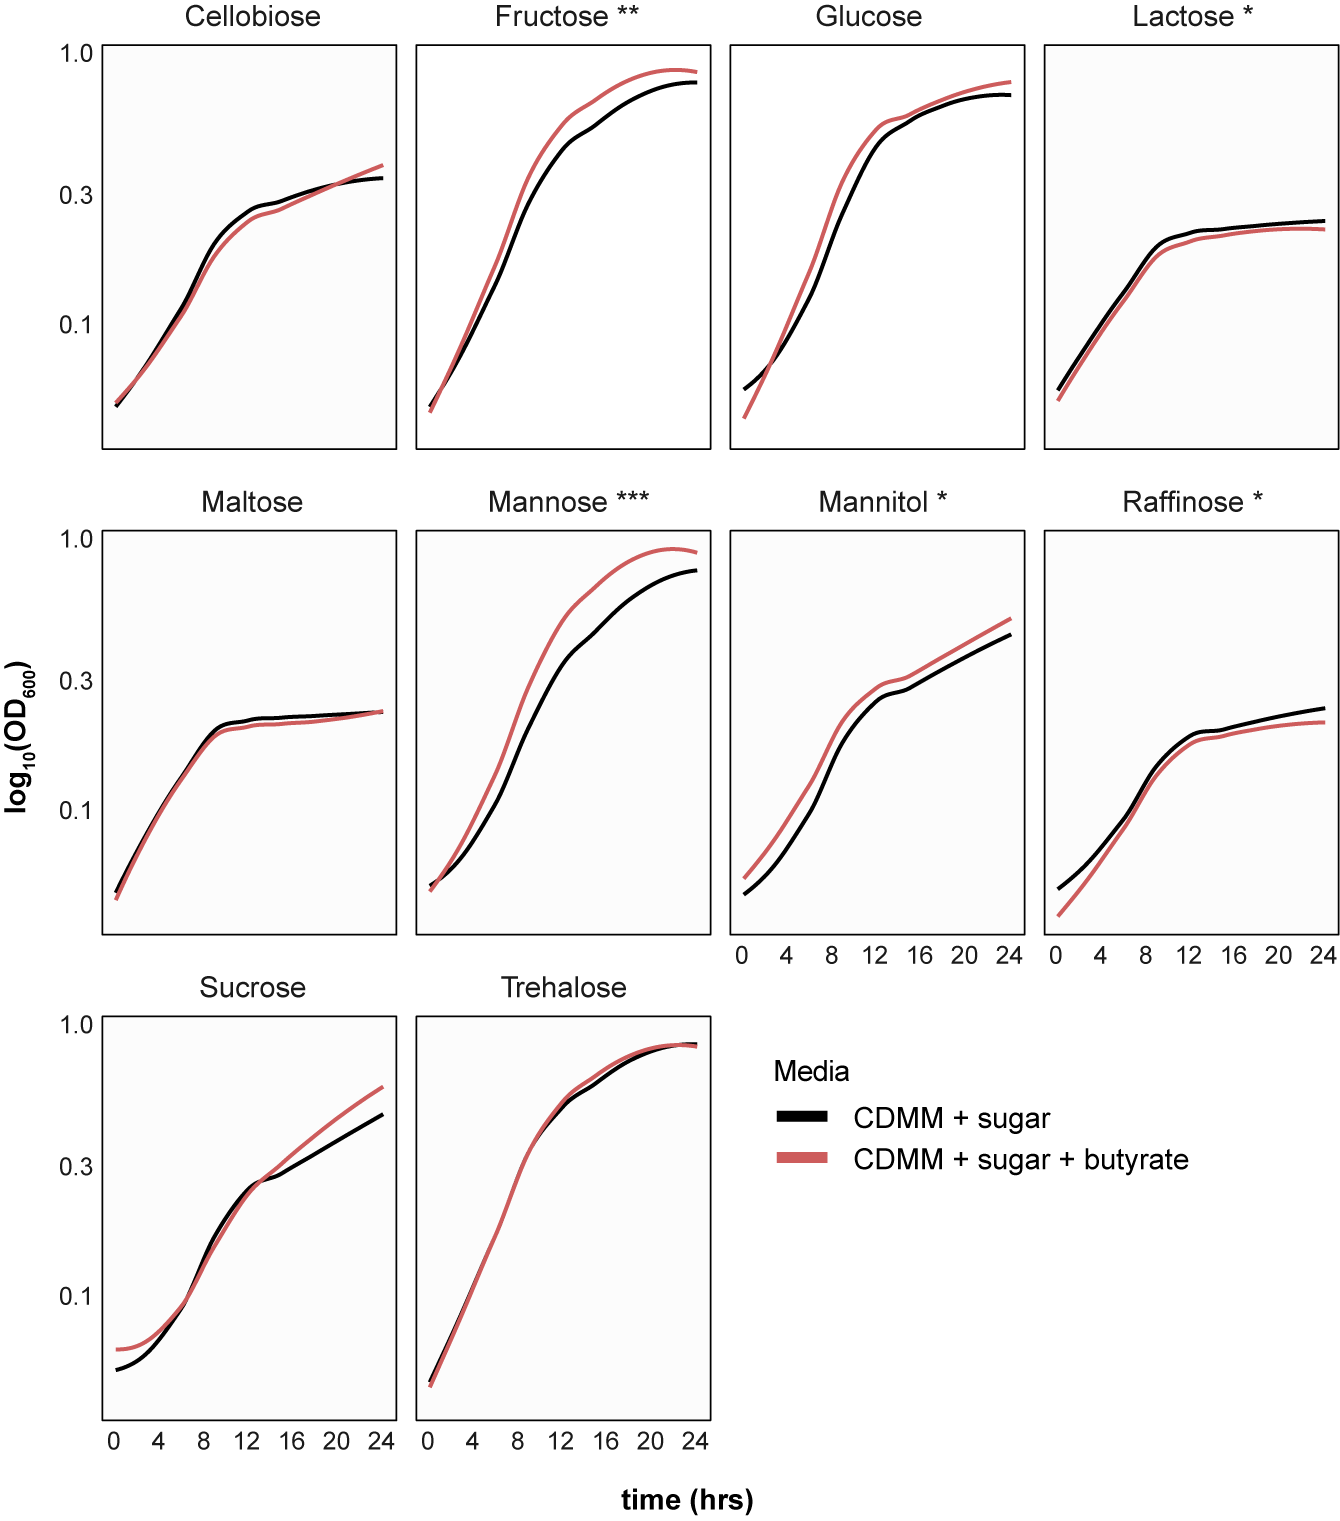 Cellobiose
Fructose **
Glucose
Lactose *
1.0
0.3
0.1
Maltose
Mannose ***
Mannitol *
Raffinose *
1.0
0.3
0.1
log10(OD600)
0 4 8 12 16 20 24
0 4 8 12 16 20 24
Sucrose
Trehalose
1.0
0.3
0.1
Media
CDMM + sugar
CDMM + sugar + butyrate
0 4 8 12 16 20 24
0 4 8 12 16 20 24
time (hrs)